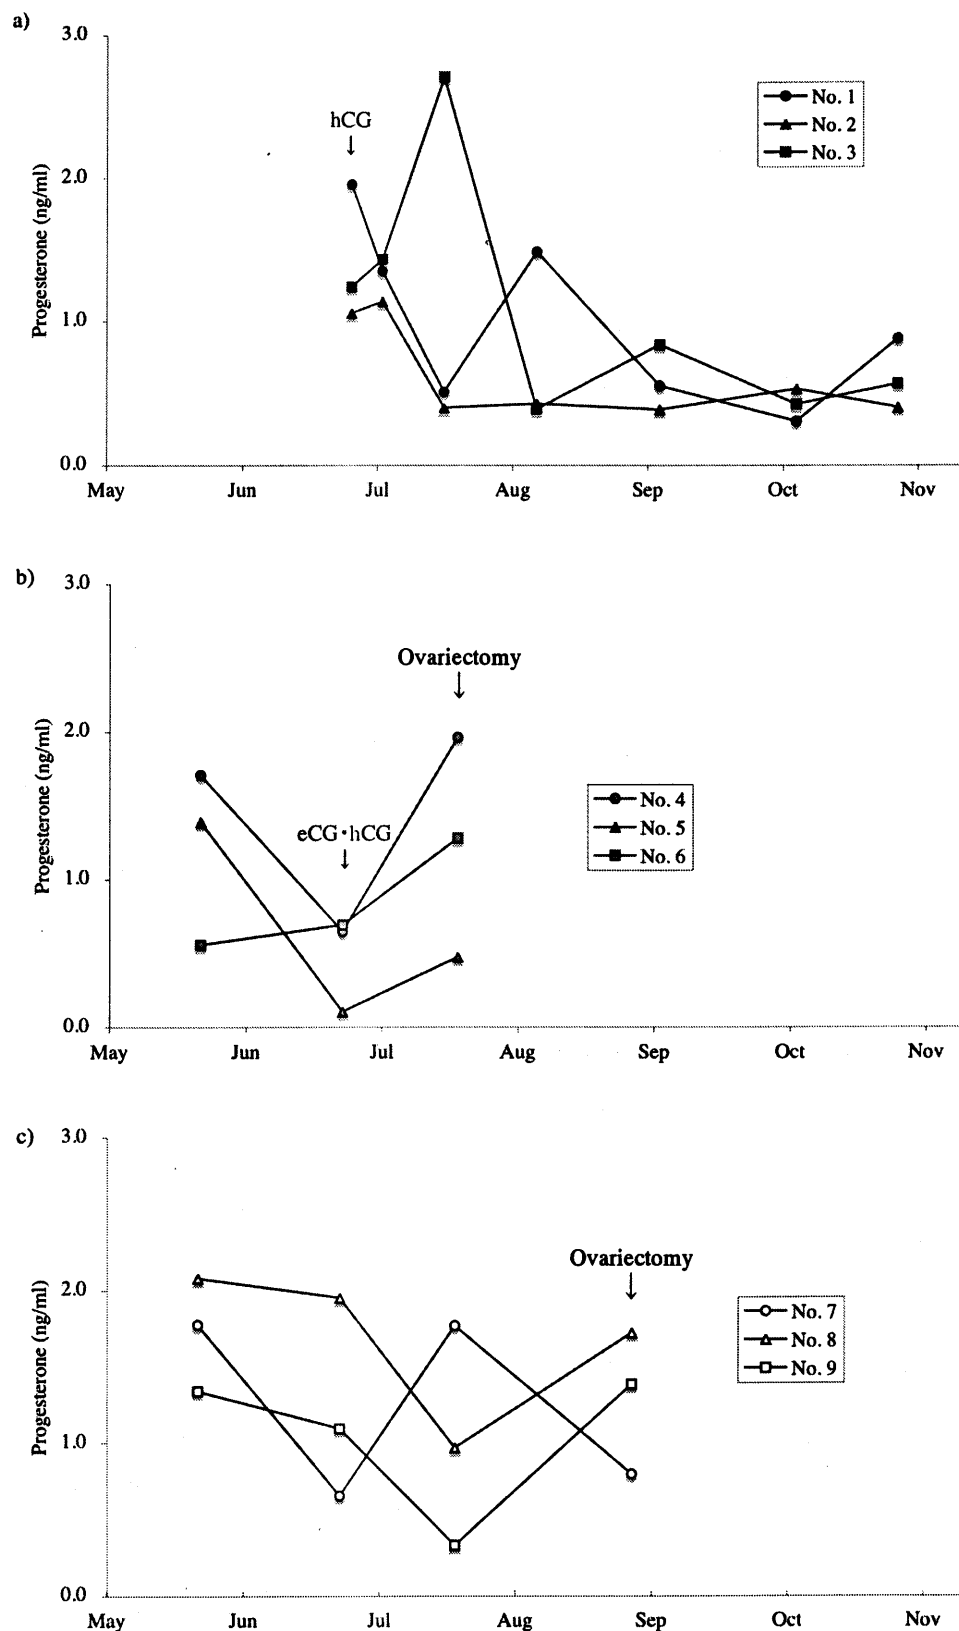 a)
3.0
2.0
1.0
0.0
Progesterone (ng/ml)
hCG
↓
No. 1
No. 2
No. 3
May Jun Jul Aug Sep Oct Nov
b)
3.0
2.0
1.0
0.0
Progesterone (ng/ml)
Ovariectomy
↓
eCG·hCG
↓
No. 4
No. 5
No. 6
May Jun Jul Aug Sep Oct Nov
c)
3.0
2.0
1.0
0.0
Progesterone (ng/ml)
Ovariectomy
↓
No. 7
No. 8
No. 9
May Jun Jul Aug Sep Oct Nov